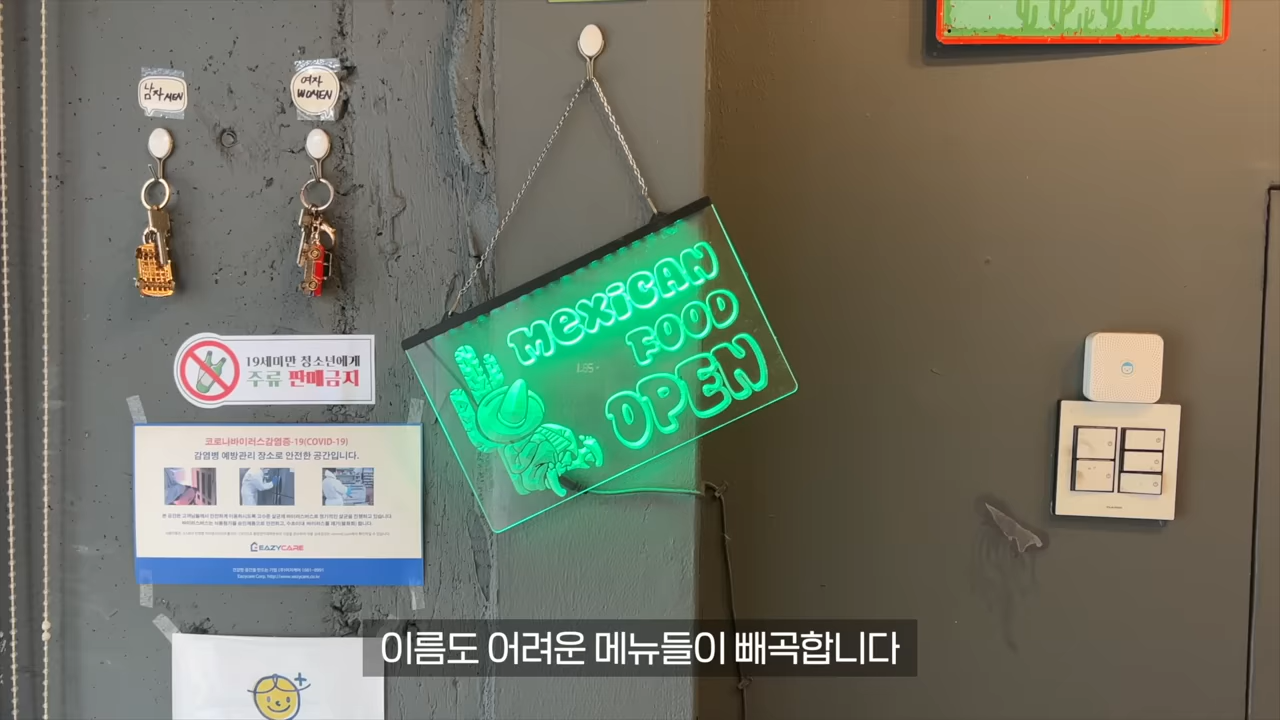 남자 MEN
여자
WOMEN
MEXiCAN
FOOD
OPEN
19세미만 청소년에게
주류 판매금지
코로나바이러스감염증-19(COVID-19)
감염병 예방관리 장소로 안전한 공간입니다.
EAZYCARE
이름도 어려운 메뉴들이 빼곡합니다